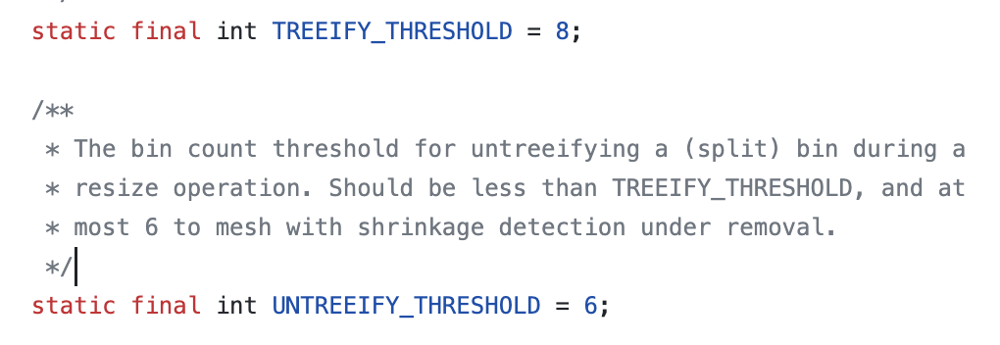 static final int TREEIFY_THRESHOLD = 8;
/**
* The bin count threshold for untreeifying a (split) bin during a
* resize operation. Should be less than TREEIFY_THRESHOLD, and at
* most 6 to mesh with shrinkage detection under removal.
*/
static final int UNTREEIFY_THRESHOLD = 6;